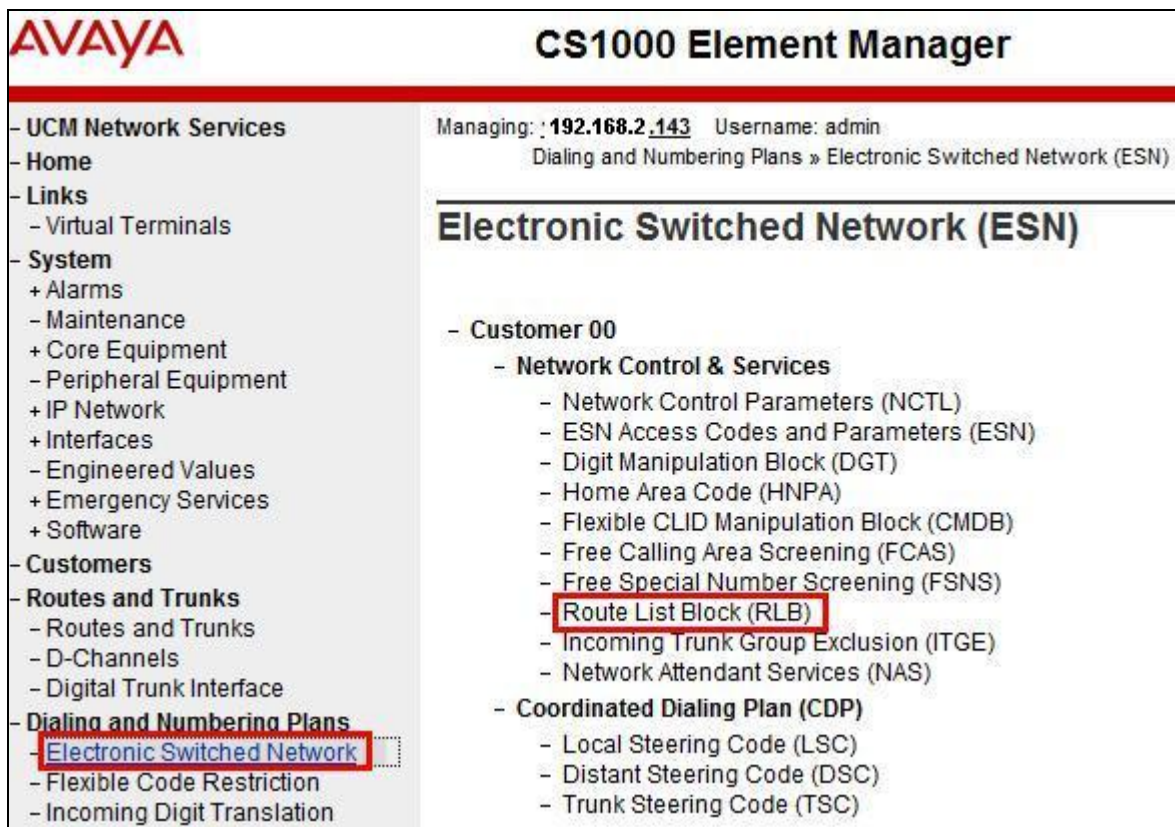 AVAYA
CS1000 Element Manager
- UCM Network Services
- Home
- Links
- Virtual Terminals
- System
+ Alarms
- Maintenance
+ Core Equipment
- Peripheral Equipment
+ IP Network
+ Interfaces
- Engineered Values
+ Emergency Services
+ Software
- Customers
- Routes and Trunks
- Routes and Trunks
- D-Channels
- Digital Trunk Interface
- Dialing and Numbering Plans
- Electronic Switched Network
- Flexible Code Restriction
- Incoming Digit Translation
Managing: 192.168.2.143 Username: admin
Dialing and Numbering Plans » Electronic Switched Network (ESN)
Electronic Switched Network (ESN)
- Customer 00
- Network Control & Services
- Network Control Parameters (NCTL)
- ESN Access Codes and Parameters (ESN)
- Digit Manipulation Block (DGT)
- Home Area Code (HNPA)
- Flexible CLID Manipulation Block (CMDB)
- Free Calling Area Screening (FCAS)
- Free Special Number Screening (FSNS)
- Route List Block (RLB)
- Incoming Trunk Group Exclusion (ITGE)
- Network Attendant Services (NAS)
- Coordinated Dialing Plan (CDP)
- Local Steering Code (LSC)
- Distant Steering Code (DSC)
- Trunk Steering Code (TSC)